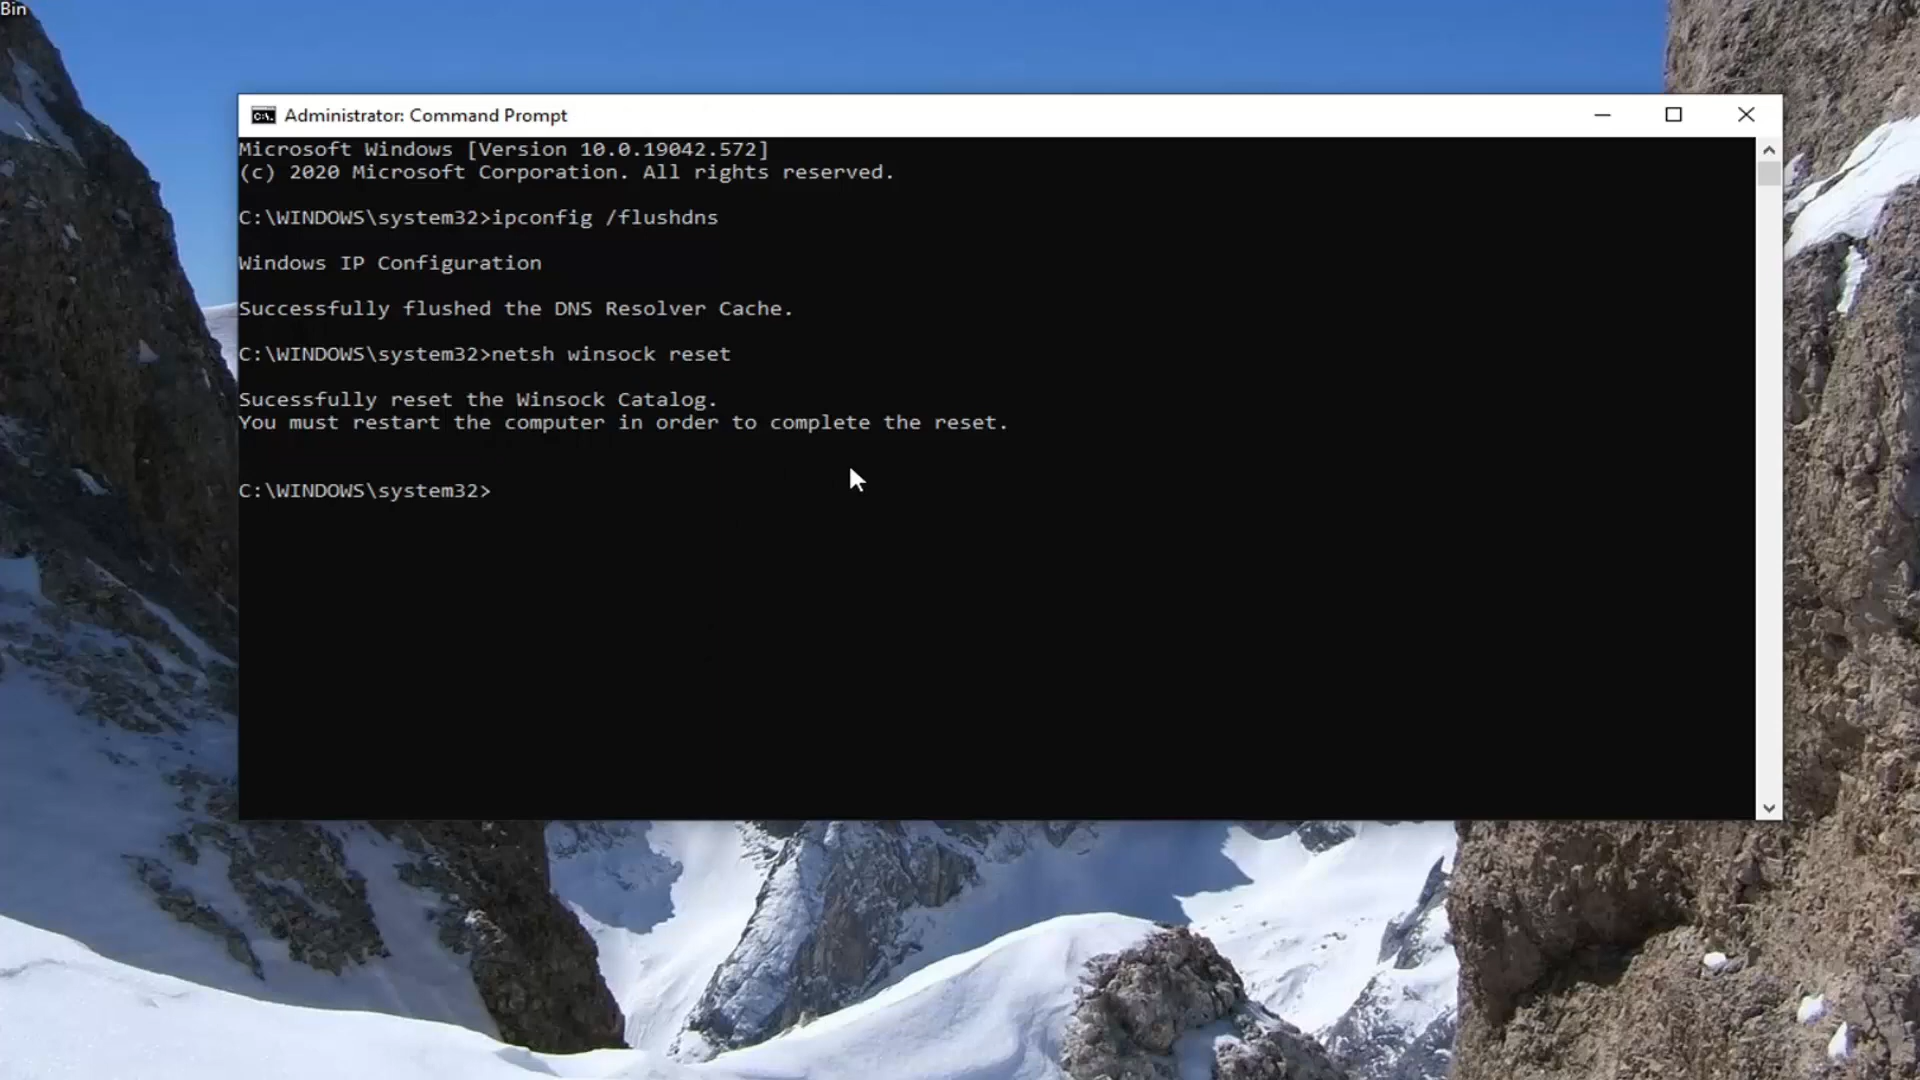 Bin
Administrator: Command Prompt
Microsoft Windows [Version 10.0.19042.572]
(c) 2020 Microsoft Corporation. All rights reserved.
C:\WINDOWS\system32>ipconfig /flushdns
Windows IP Configuration
Successfully flushed the DNS Resolver Cache.
C:\WINDOWS\system32>netsh winsock reset
Sucessfully reset the Winsock Catalog.
You must restart the computer in order to complete the reset.
C:\WINDOWS\system32>